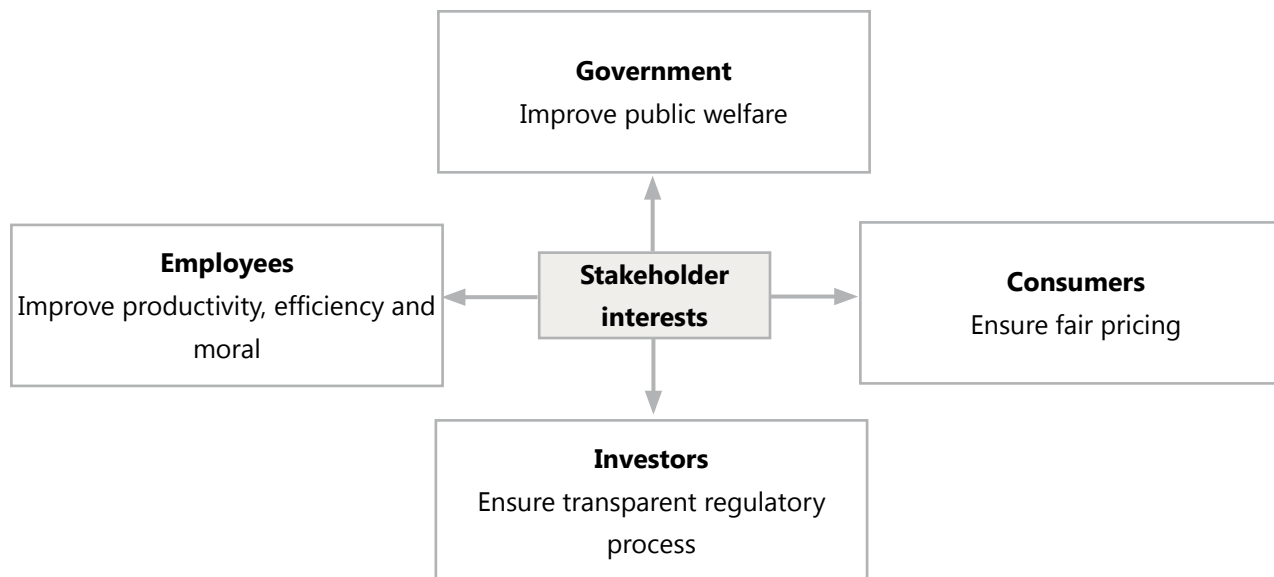 Government
Improve public welfare
Employees
Improve productivity, efficiency and
moral
Stakeholder
interests
Consumers
Ensure fair pricing
Investors
Ensure transparent regulatory
process